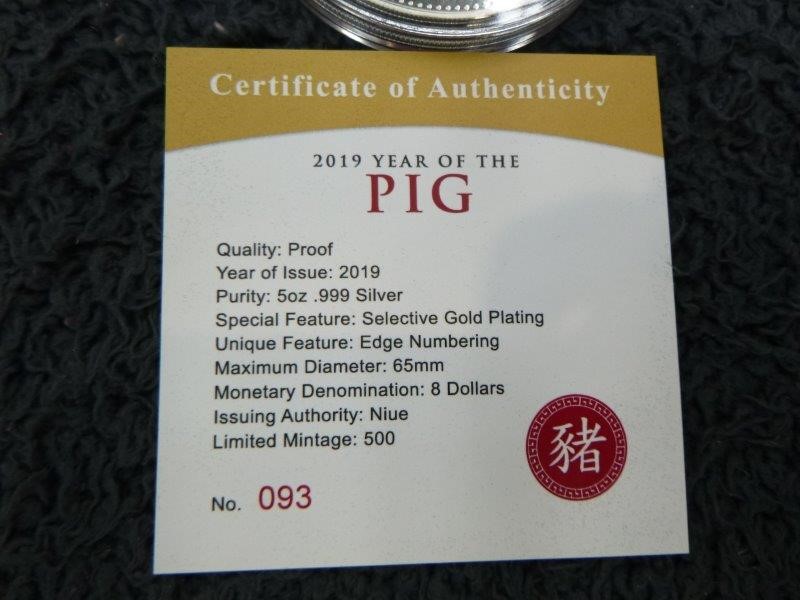 Certificate of Authenticity
2019 YEAR OF THE
PIG
Quality: Proof
Year of Issue: 2019
Purity: 5oz .999 Silver
Special Feature: Selective Gold Plating
Unique Feature: Edge Numbering
Maximum Diameter: 65mm
Monetary Denomination: 8 Dollars
Issuing Authority: Niue
Limited Mintage: 500
豬
No. 093